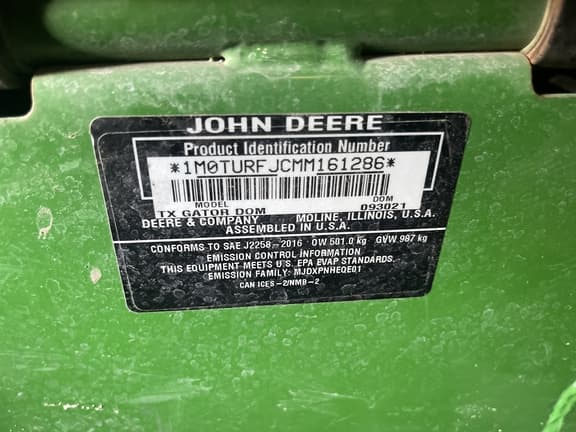 JOHN DEERE
Product Identification Number
*1M0TURFJCMM161286*
MODEL DOM
TX GATOR DOM 093021
DEERE & COMPANY MOLINE, ILLINOIS, U.S.A.
ASSEMBLED IN U.S.A.
CONFORMS TO SAE J2258-2016 OW 501.0 kg GVW 987 kg
EMISSION CONTROL INFORMATION
THIS EQUIPMENT MEETS U.S. EPA EVAP STANDARDS.
EMISSION FAMILY: MJDXPNHEQE01
CAN ICES-2/NMB-2